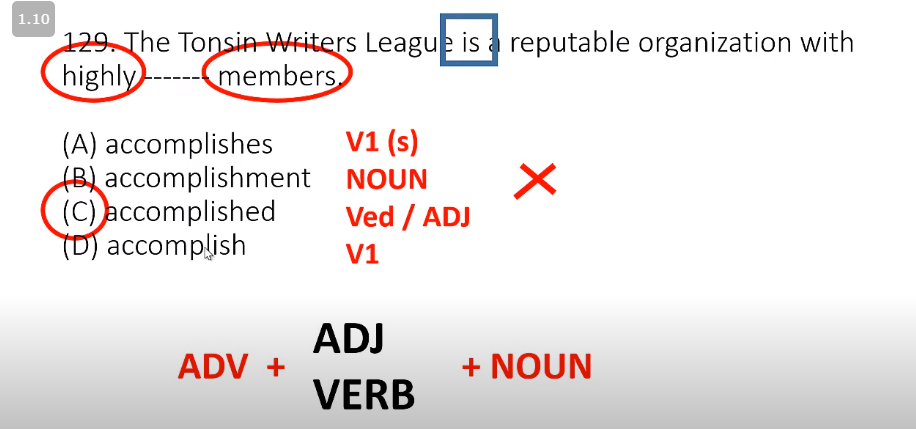 1.10
129. The Tonsin Writers League is a reputable organization with
highly ------- members.
(A) accomplishes V1 (s)
(B) accomplishment NOUN
(C) accomplished Ved / ADJ
(D) accomplish V1
ADJ
ADV + + NOUN
VERB